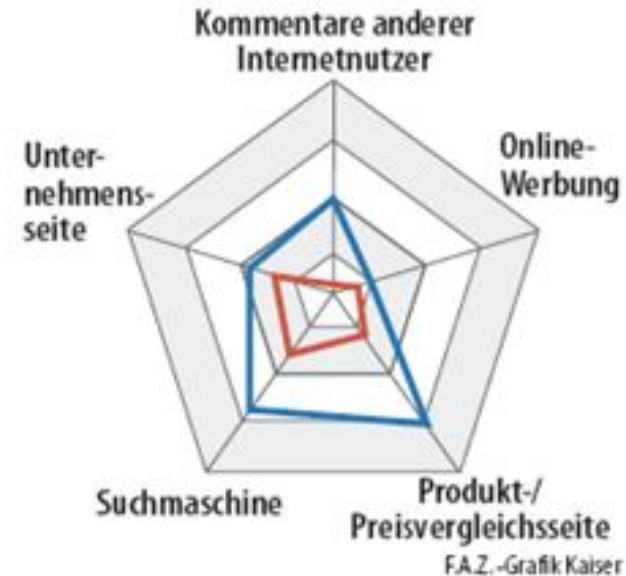 Kommentare anderer
Internetnutzer
Online-
Werbung
Unter-
nehmens-
seite
Suchmaschine
Produkt-/
Preisvergleichsseite
F.A.Z.-Grafik Kaiser